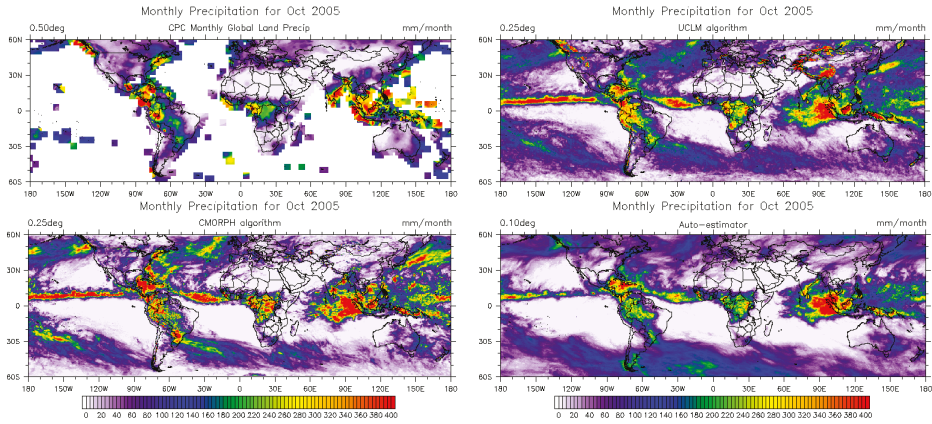 Monthly Precipitation for Oct 2005
0.50deg CPC Monthly Global Land Precip mm/month
60N
30N
0
30S
60S
180 150W 120W 90W 60W 30W 0 30E 60E 90E 120E 150E 180
Monthly Precipitation for Oct 2005
0.25deg UCLM algorithm mm/month
60N
30N
0
30S
60S
180 150W 120W 90W 60W 30W 0 30E 60E 90E 120E 150E 180
Monthly Precipitation for Oct 2005
0.25deg CMORPH algorithm mm/month
60N
30N
0
30S
60S
180 150W 120W 90W 60W 30W 0 30E 60E 90E 120E 150E 180
0 20 40 60 80 100 120 140 160 180 200 220 240 260 280 300 320 340 360 380 400
Monthly Precipitation for Oct 2005
0.10deg Auto-estimator mm/month
60N
30N
0
30S
60S
180 150W 120W 90W 60W 30W 0 30E 60E 90E 120E 150E 180
0 20 40 60 80 100 120 140 160 180 200 220 240 260 280 300 320 340 360 380 400